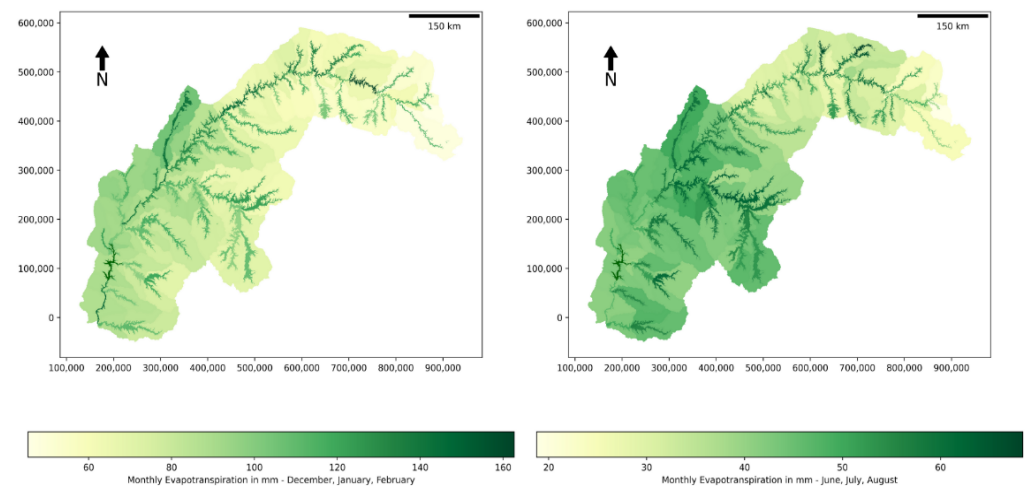 600,000
500,000
400,000
300,000
200,000
100,000
0
150 km
N
100,000 200,000 300,000 400,000 500,000 600,000 700,000 800,000 900,000
600,000
500,000
400,000
300,000
200,000
100,000
0
150 km
N
100,000 200,000 300,000 400,000 500,000 600,000 700,000 800,000 900,000
60 80 100 120 140 160
Monthly Evapotranspiration in mm - December, January, February
20 30 40 50 60
Monthly Evapotranspiration in mm - June, July, August